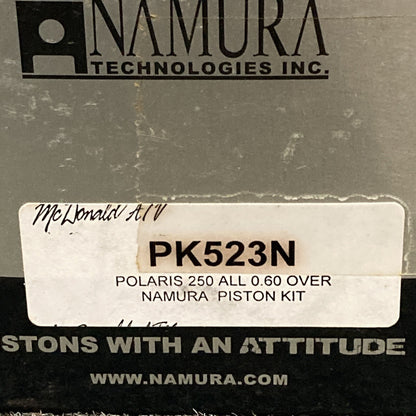 NAMURA
TECHNOLOGIES INC.
McDonald ATV
PK523N
POLARIS 250 ALL 0.60 OVER
NAMURA PISTON KIT
STONS WITH AN ATTITUDE
WWW.NAMURA.COM